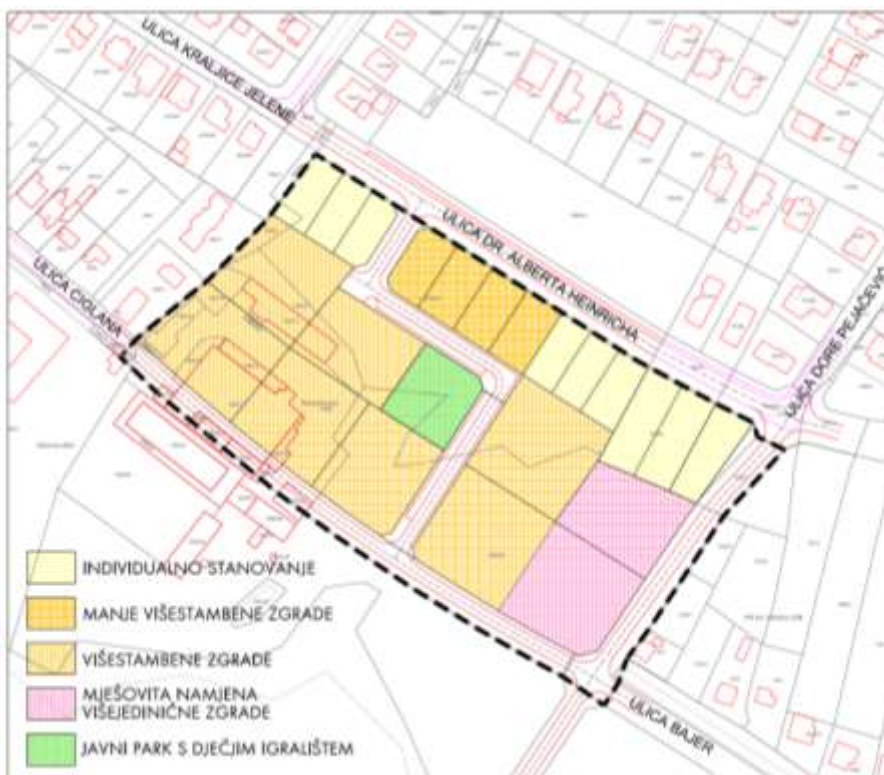 ULICA KRALJICE JELENE
ULICA DR. ALBERTA HEINRICHA
ULICA DORE PEJAČEVIĆ
ULICA CIGLANA
ULICA BAJER
INDIVIDUALNO STANOVANJE
MANJE VIŠESTAMBENE ZGRADE
VIŠESTAMBENE ZGRADE
MJEŠOVITA NAMJENA
VIŠEJEDINIČNE ZGRADE
JAVNI PARK S DJEČJIM IGRALIŠTEM